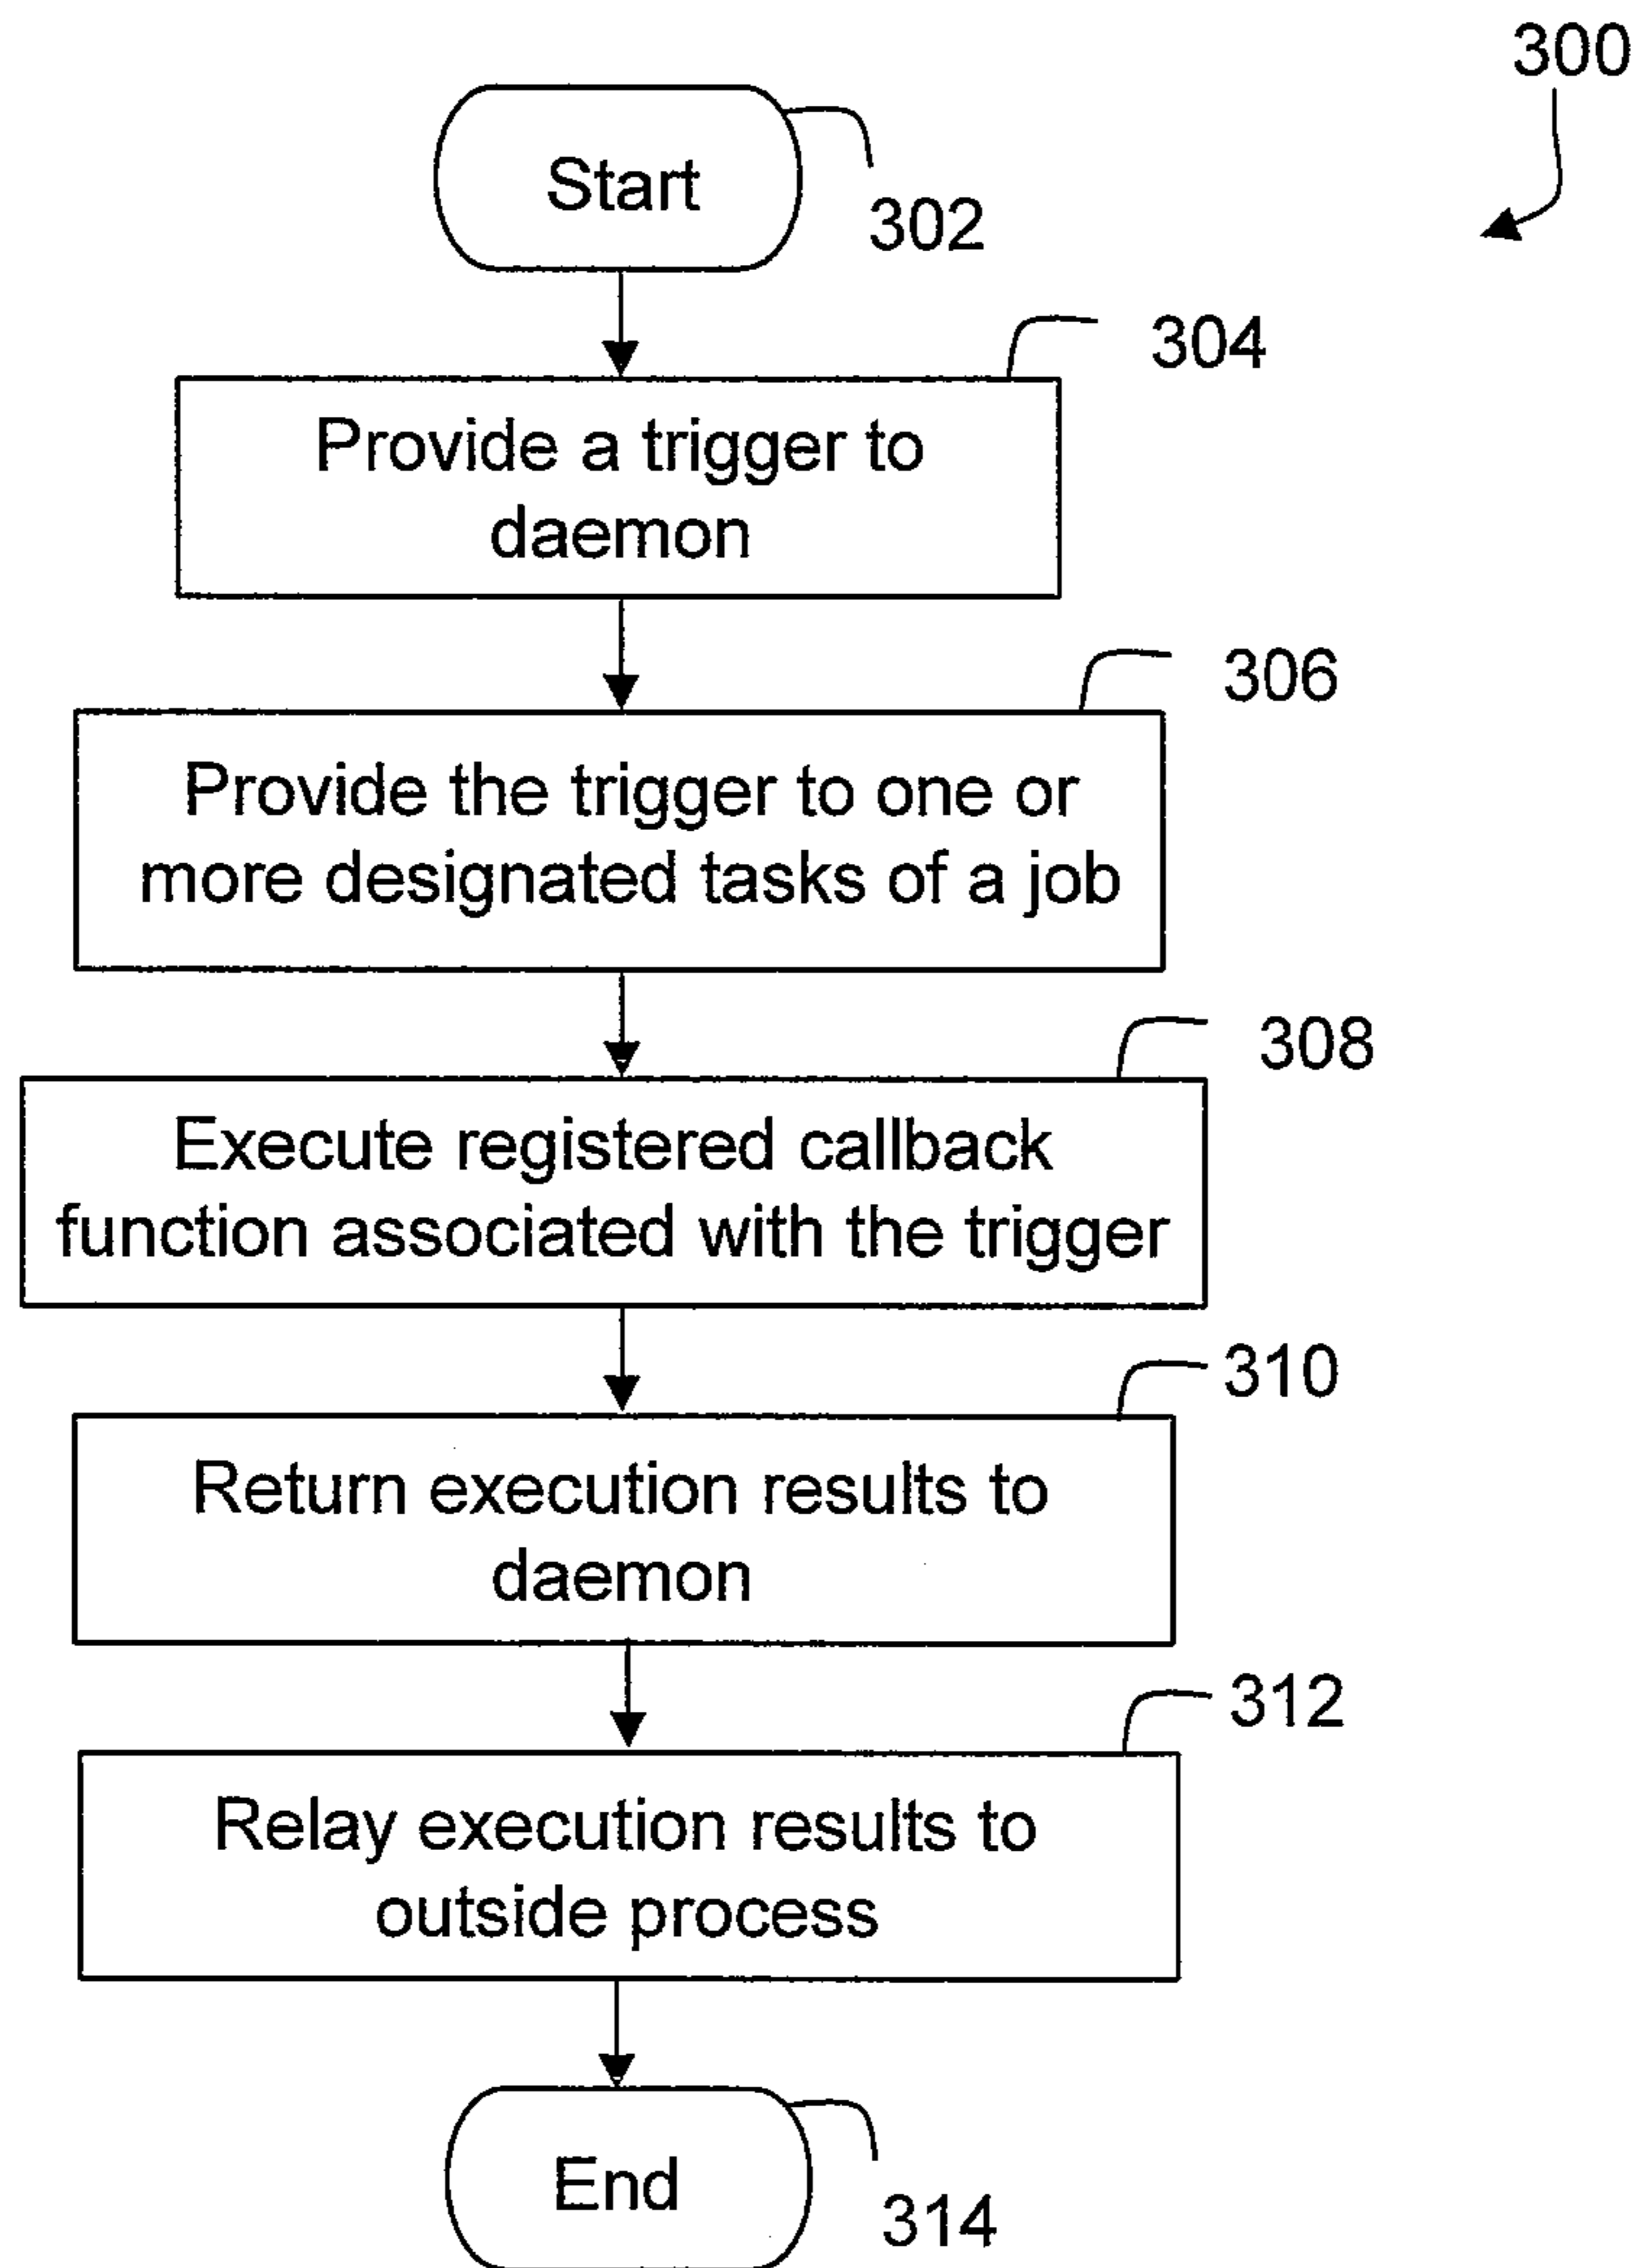 300
Start
302
304
Provide a trigger to
daemon
306
Provide the trigger to one or
more designated tasks of a job
308
Execute registered callback
function associated with the trigger
310
Return execution results to
daemon
312
Relay execution results to
outside process
End
314